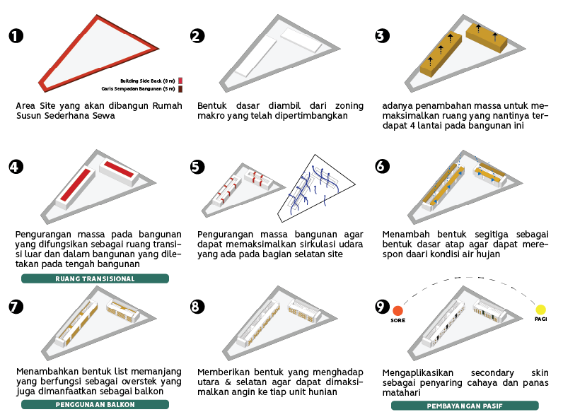 1
Building Side Back (3 m)
Garis Sempadan Bangunan (5 m)
Area Site yang akan dibangun Rumah
Susun Sederhana Sewa
2
Bentuk dasar diambil dari zoning
makro yang telah dipertimbangkan
3
adanya penambahan massa untuk me-
maksimalkan ruang yang nantinya ter-
dapat 4 lantai pada bangunan ini
4
Pengurangan massa pada bangunan
yang difungsikan sebagai ruang transi-
si luar dan dalam bangunan yang dile-
takan pada tengah bangunan
RUANG TRANSISIONAL
5
Pengurangan massa bangunan agar
dapat memaksimalkan sirkulasi udara
yang ada pada bagian selatan site
6
Menambah bentuk segitiga sebagai
bentuk dasar atap agar dapat mere-
spon daari kondisi air hujan
7
Menambahkan bentuk list memanjang
yang berfungsi sebagai overstek yang
juga dimanfaatkan sebagai balkon
PENGGUNAAN BALKON
8
Memberikan bentuk yang menghadap
utara & selatan agar dapat dimaksi-
malkan angin ke tiap unit hunian
9
SORE
PAGI
Mengaplikasikan secondary skin
sebagai penyaring cahaya dan panas
matahari
PEMBAYANGAN PASIF